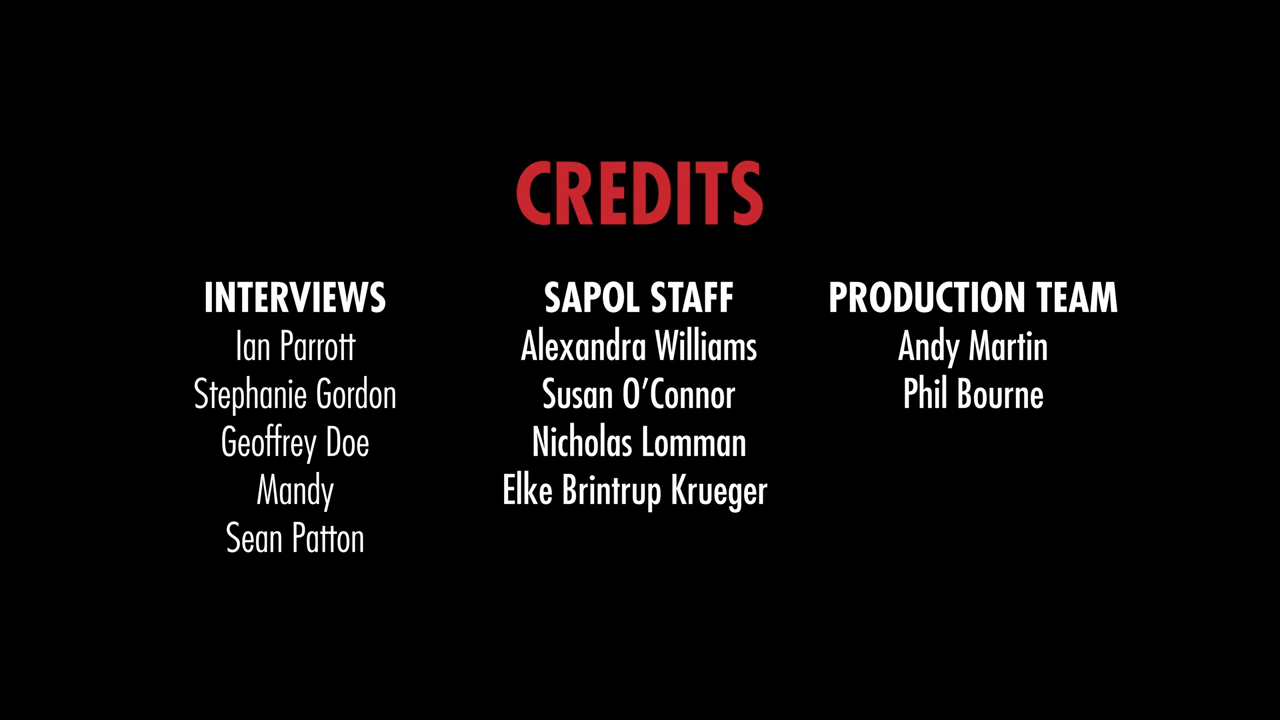 CREDITS
INTERVIEWS
Ian Parrott
Stephanie Gordon
Geoffrey Doe
Mandy
Sean Patton
SAPOL STAFF
Alexandra Williams
Susan O’Connor
Nicholas Lomman
Elke Brintrup Krueger
PRODUCTION TEAM
Andy Martin
Phil Bourne